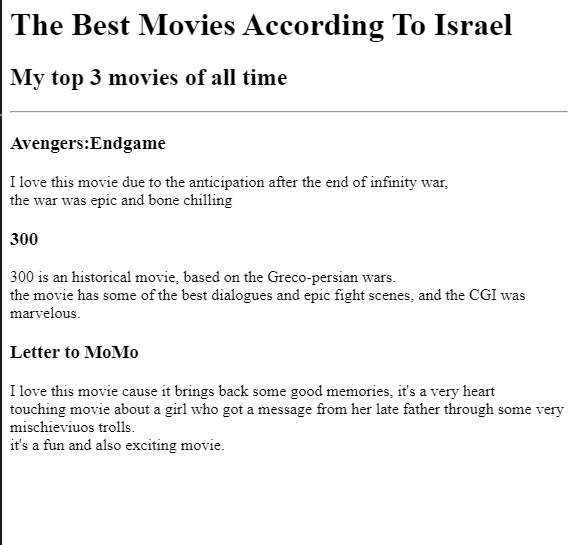 The Best Movies According To Israel
My top 3 movies of all time
Avengers:Endgame
I love this movie due to the anticipation after the end of infinity war,
the war was epic and bone chilling
300
300 is an historical movie, based on the Greco-persian wars.
the movie has some of the best dialogues and epic fight scenes, and the CGI was
marvelous.
Letter to MoMo
I love this movie cause it brings back some good memories, it's a very heart
touching movie about a girl who got a message from her late father through some very
mischieviuos trolls.
it's a fun and also exciting movie.